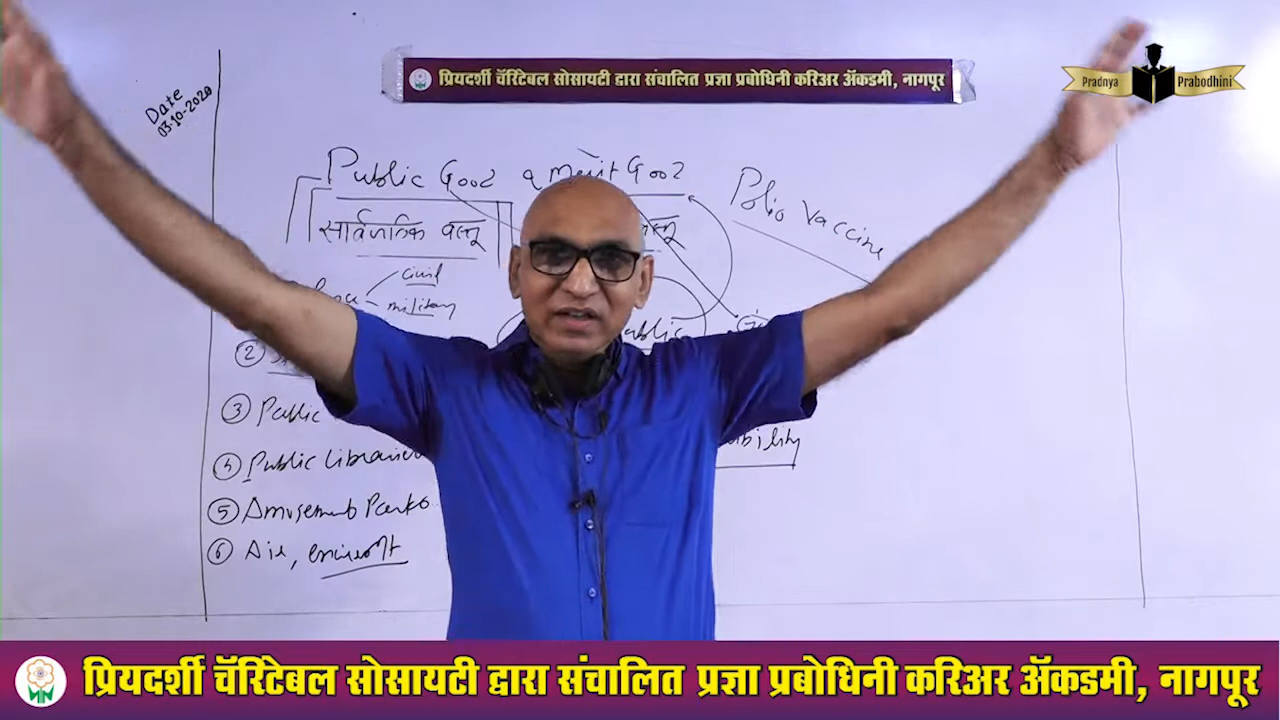 प्रियदर्शी चॅरिटेबल सोसायटी द्वारा संचालित प्रज्ञा प्रबोधिनी करिअर ॲकडमी, नागपूर
Pradnya Prabodhini
Date
03-10-2020
Public Good व Merit Good
सार्वजनिक वस्तू
Polio Vaccine
civil
military
②
③ Public
④ Public Libraries
⑤ Amusement Parks
⑥ Air,
प्रियदर्शी चॅरिटेबल सोसायटी द्वारा संचालित प्रज्ञा प्रबोधिनी करिअर ॲकडमी, नागपूर